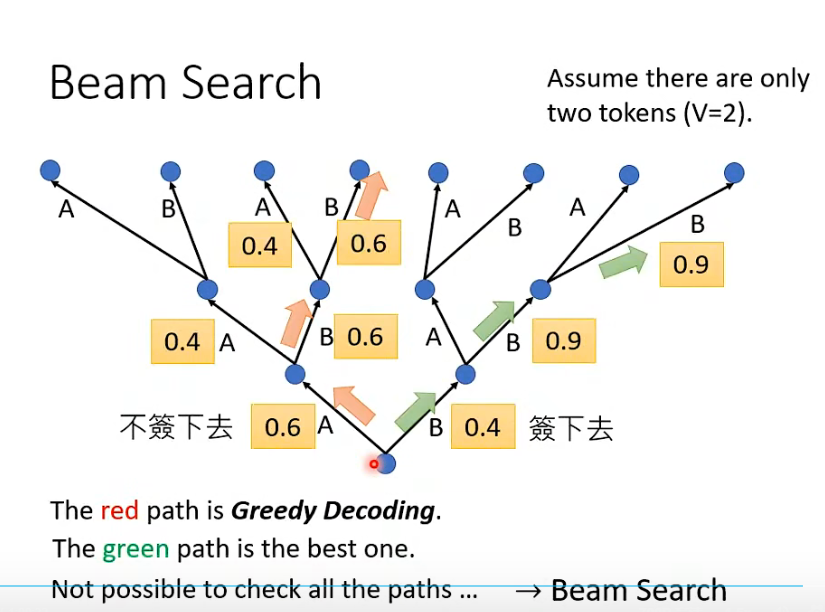 Beam Search
Assume there are only
two tokens (V=2).
A B A B A B A B
0.4 0.6 0.9
0.4 A B 0.6 A B 0.9
不簽下去 0.6 A B 0.4 簽下去
The red path is Greedy Decoding.
The green path is the best one.
Not possible to check all the paths ... → Beam Search